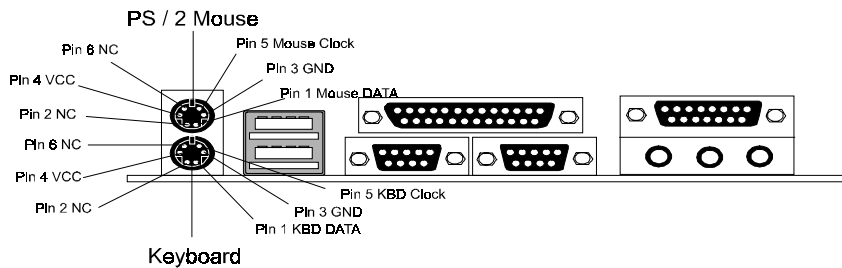 PS / 2 Mouse
Pin 6 NC
Pin 5 Mouse Clock
Pin 4 VCC
Pin 3 GND
Pin 2 NC
Pin 1 Mouse DATA
Pin 6 NC
Pin 4 VCC
Pin 5 KBD Clock
Pin 2 NC
Pin 3 GND
Pin 1 KBD DATA
Keyboard